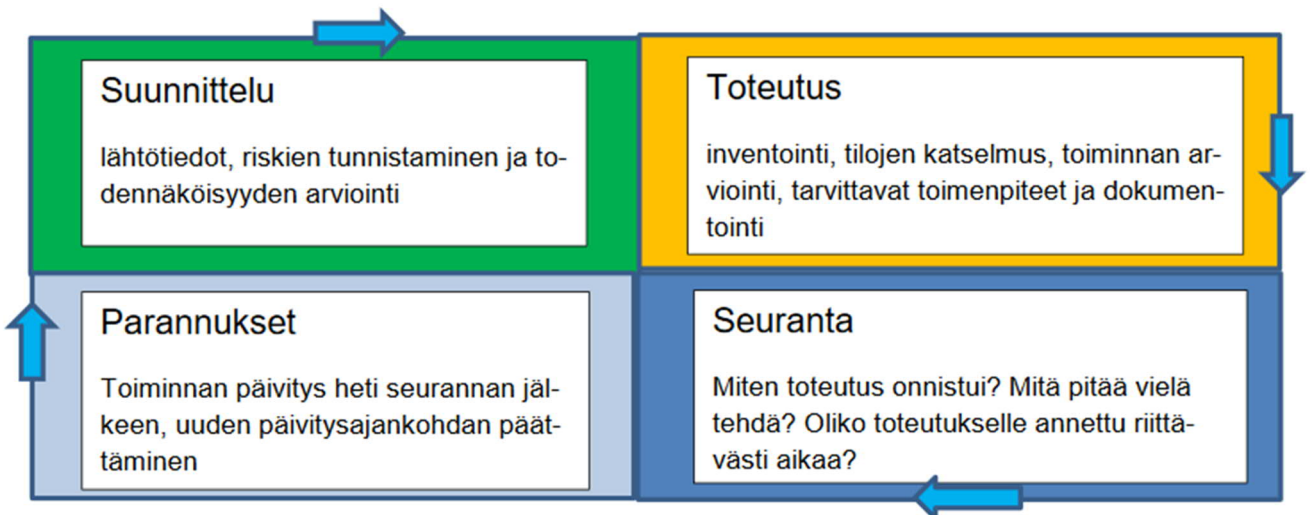 Suunnittelu
lähtötiedot, riskien tunnistaminen ja to-
dennäköisyyden arviointi
Toteutus
inventointi, tilojen katselmus, toiminnan ar-
viointi, tarvittavat toimenpiteet ja dokumen-
tointi
Parannukset
Toiminnan päivitys heti seurannan jäl-
keen, uuden päivitysajankohdan päät-
täminen
Seuranta
Miten toteutus onnistui? Mitä pitää vielä
tehdä? Oliko toteutukselle annettu riittä-
västi aikaa?